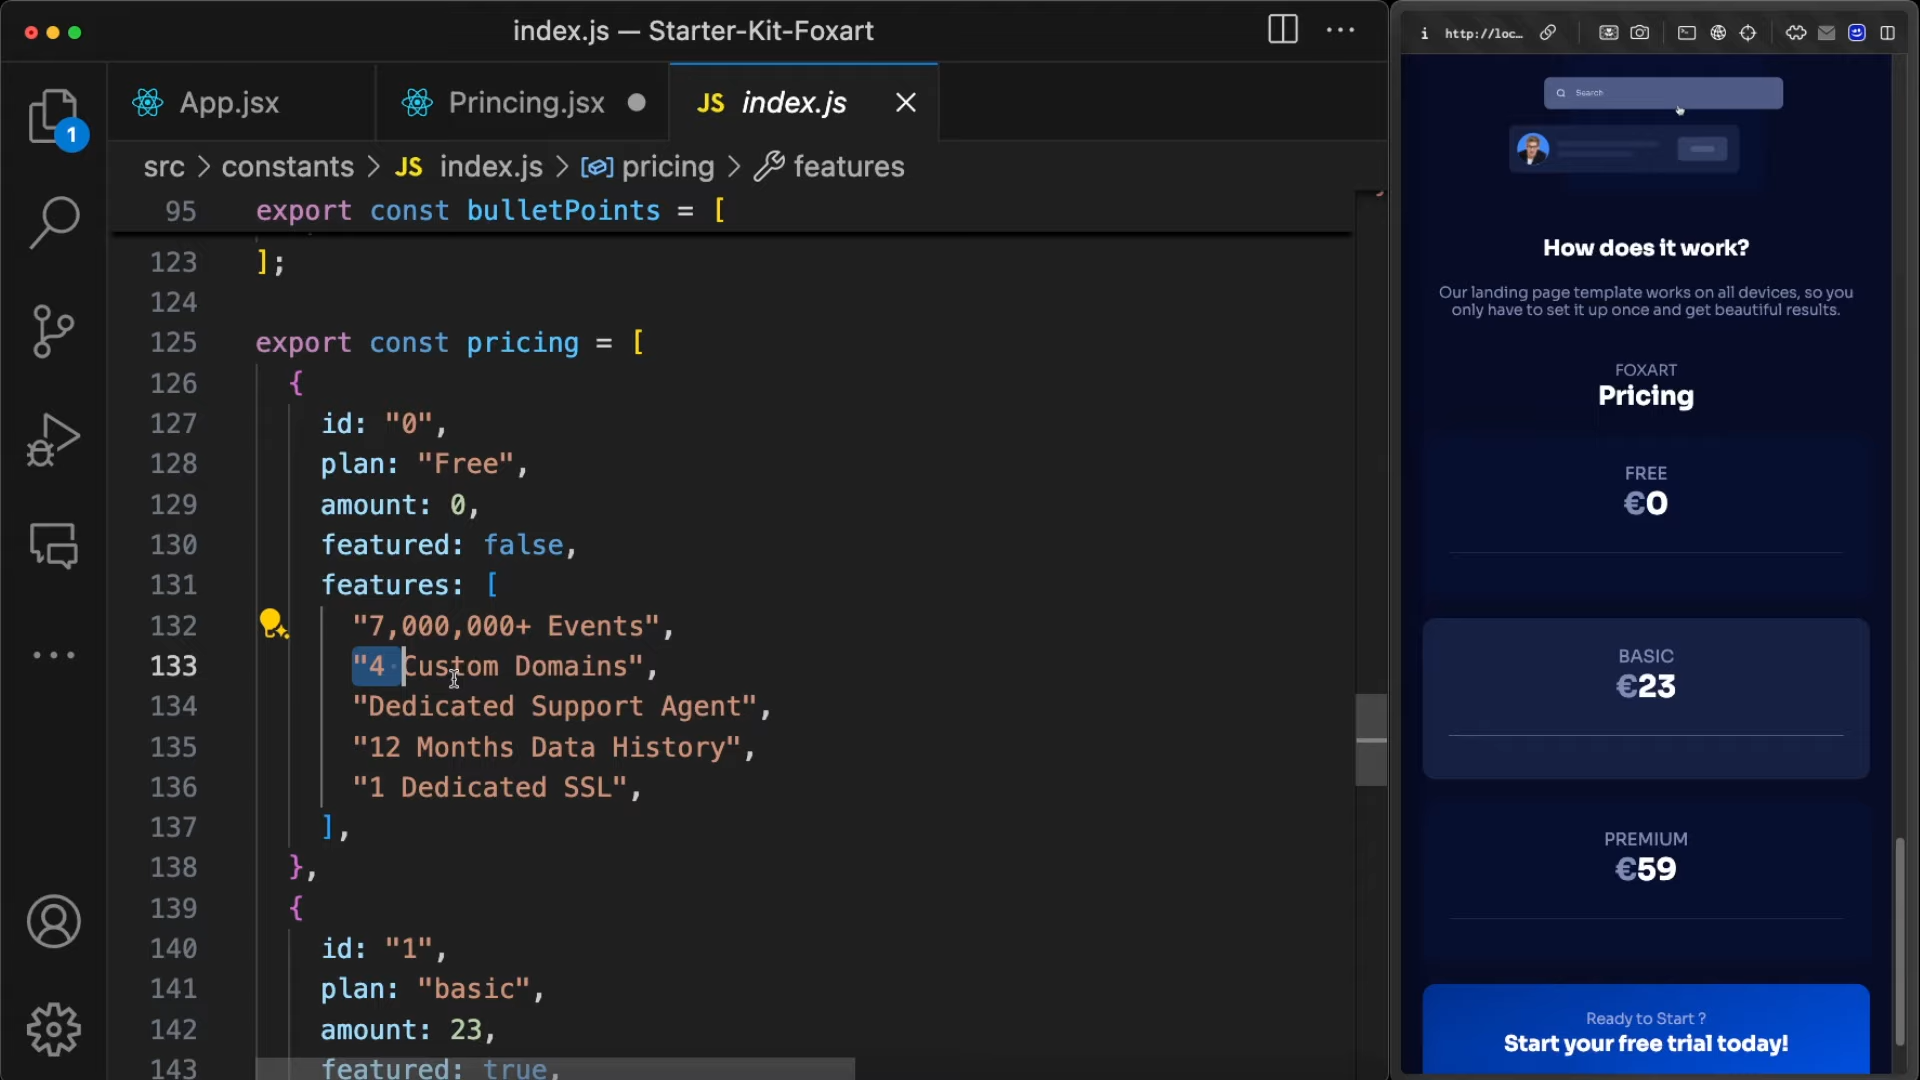 index.js — Starter-Kit-Foxart
App.jsx
Princing.jsx
JS index.js
src > constants > JS index.js > pricing > features
95 export const bulletPoints = [
123 ];
124
125 export const pricing = [
126 {
127 id: "0",
128 plan: "Free",
129 amount: 0,
130 featured: false,
131 features: [
132 "7,000,000+ Events",
133 "4 Custom Domains",
134 "Dedicated Support Agent",
135 "12 Months Data History",
136 "1 Dedicated SSL",
137 ],
138 },
139 {
140 id: "1",
141 plan: "basic",
142 amount: 23,
143 featured: true,
1
http://loc…
Search
How does it work?
Our landing page template works on all devices, so you
only have to set it up once and get beautiful results.
FOXART
Pricing
FREE
€0
BASIC
€23
PREMIUM
€59
Ready to Start ?
Start your free trial today!